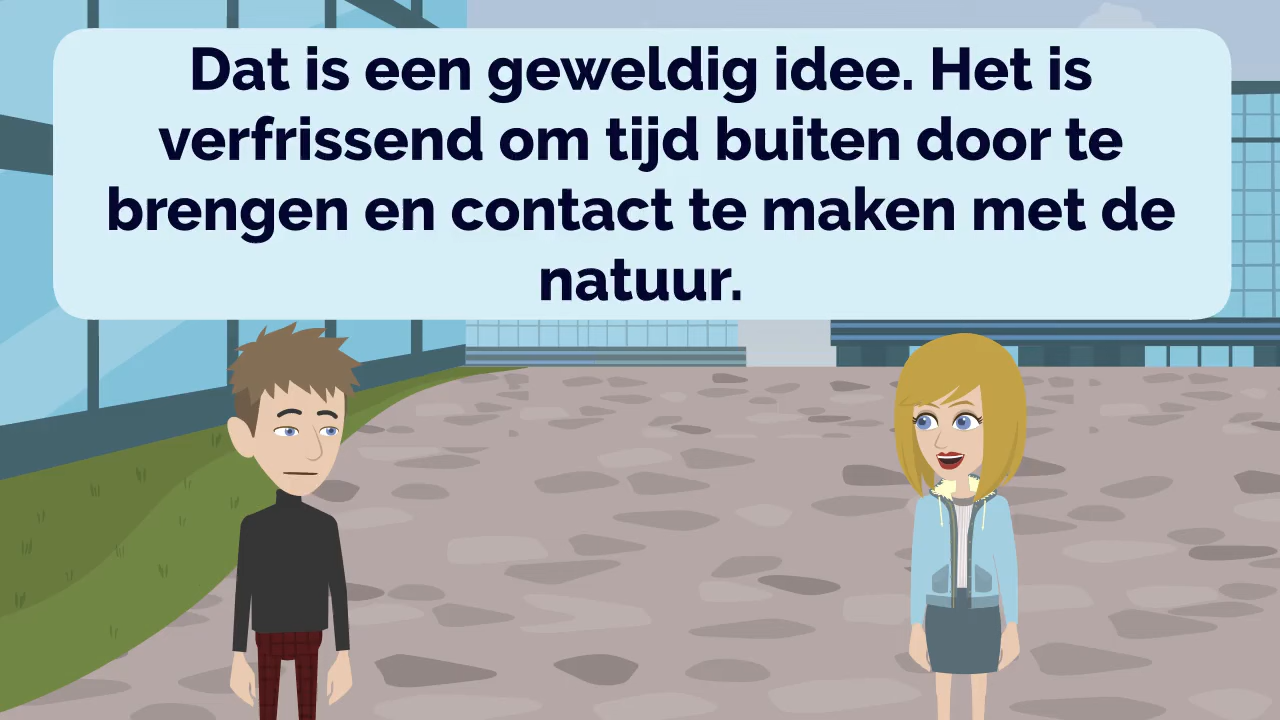 Dat is een geweldig idee. Het is
verfrissend om tijd buiten door te
brengen en contact te maken met de
natuur.